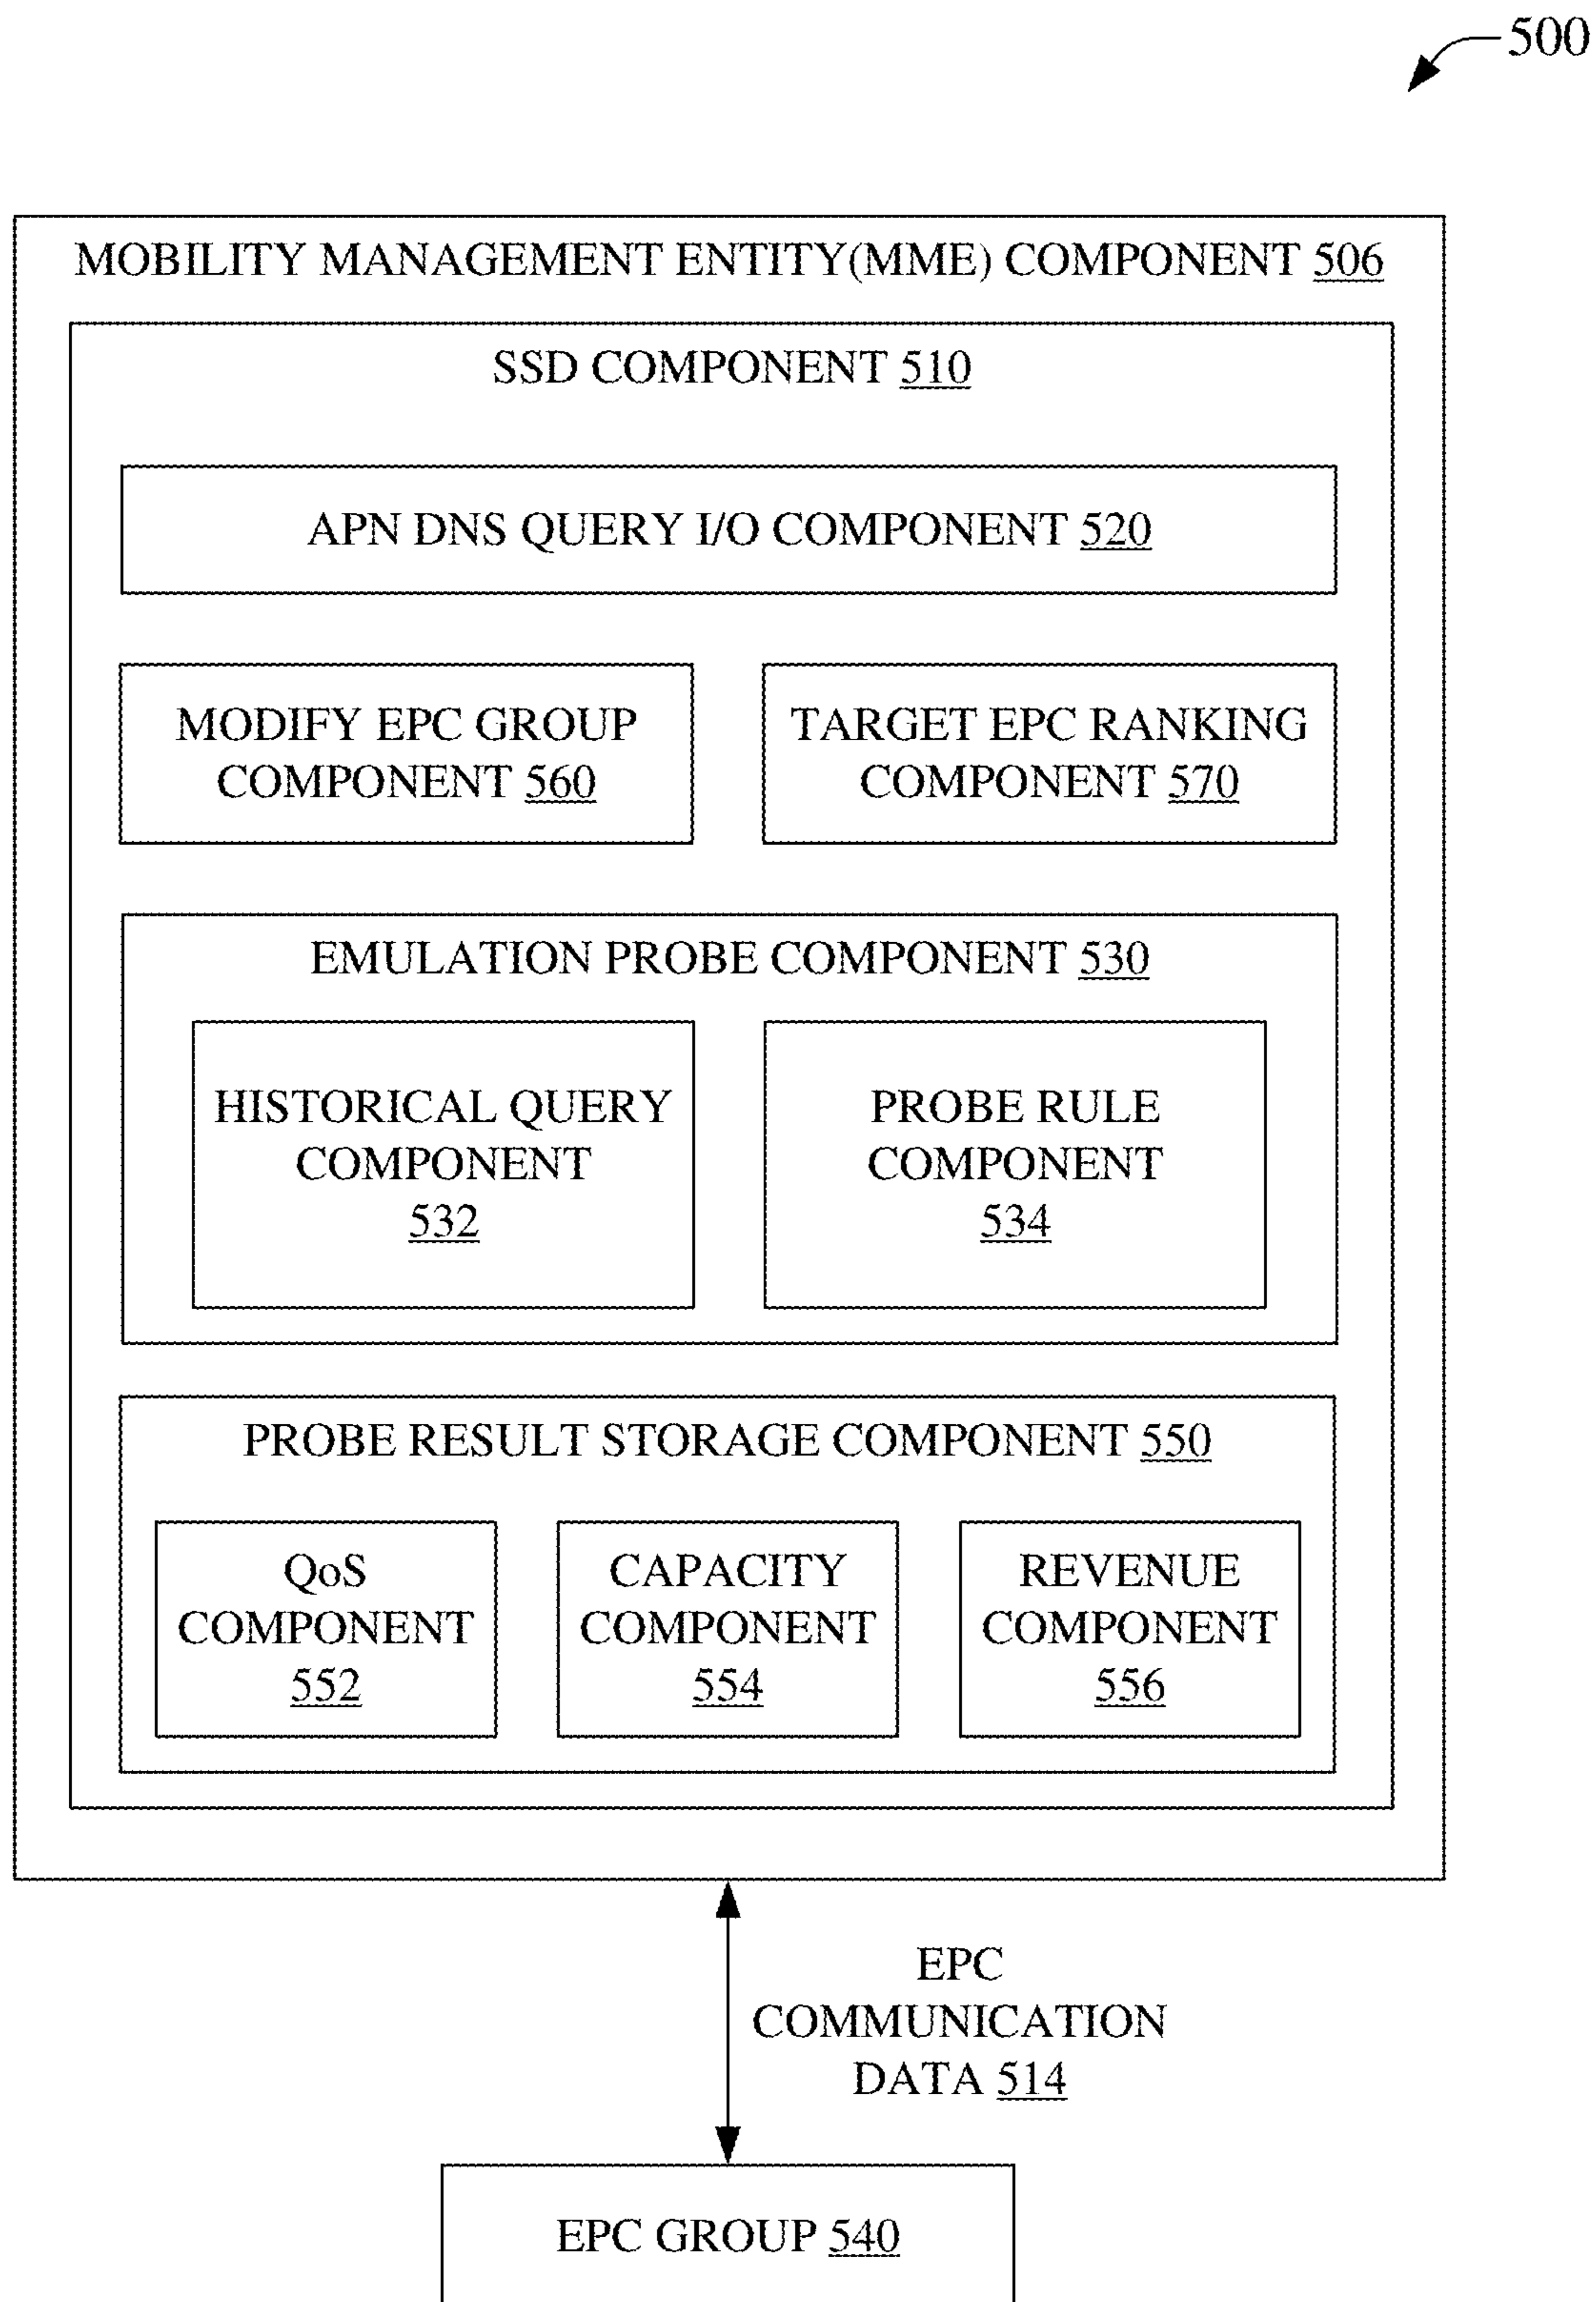 500
MOBILITY MANAGEMENT ENTITY(MME) COMPONENT 506
SSD COMPONENT 510
APN DNS QUERY I/O COMPONENT 520
MODIFY EPC GROUP
COMPONENT 560
TARGET EPC RANKING
COMPONENT 570
EMULATION PROBE COMPONENT 530
HISTORICAL QUERY
COMPONENT
532
PROBE RULE
COMPONENT
534
PROBE RESULT STORAGE COMPONENT 550
QoS
COMPONENT
552
CAPACITY
COMPONENT
554
REVENUE
COMPONENT
556
EPC
COMMUNICATION
DATA 514
EPC GROUP 540